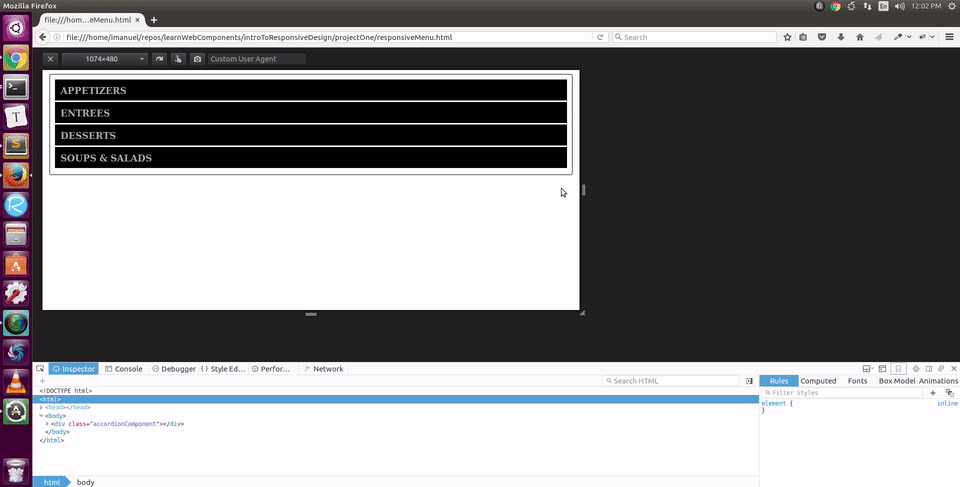 Mozilla Firefox
En
12:02 PM
file:///hom...eMenu.html
file:///home/imanuel/repos/learnWebComponents/introToResponsiveDesign/projectOne/responsiveMenu.html
Search
1074×480
Custom User Agent
APPETIZERS
ENTREES
DESSERTS
SOUPS & SALADS
Inspector
Console
Debugger
Style Ed...
Perfor...
Network
Search HTML
Rules
Computed
Fonts
Box Model
Animations
Filter Styles
<!DOCTYPE html>
<html>
<head></head>
<body>
<div class="accordionComponent"></div>
</body>
</html>
element {
inline
}
html
body